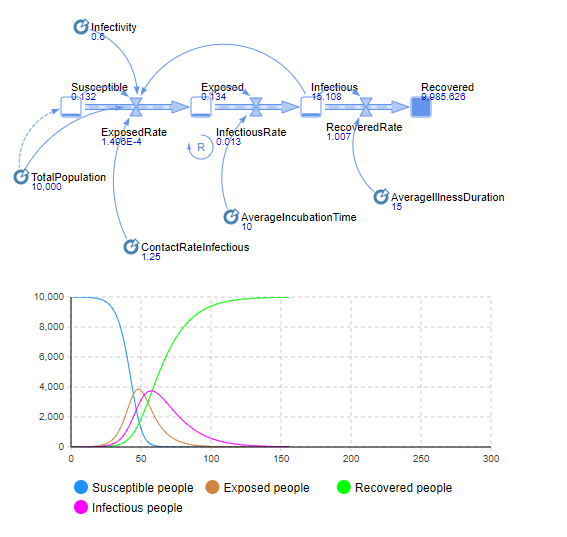 Infectivity
0.6
Susceptible
0.132
Exposed
0.134
Infectious
15.108
Recovered
9,985.626
ExposedRate
1.496E-4
InfectiousRate
0.013
RecoveredRate
1.007
R
TotalPopulation
10,000
AverageIncubationTime
10
AverageIllnessDuration
15
ContactRateInfectious
1.25
10,000
8,000
6,000
4,000
2,000
0
0 50 100 150 200 250 300
Susceptible people Exposed people Recovered people
Infectious people